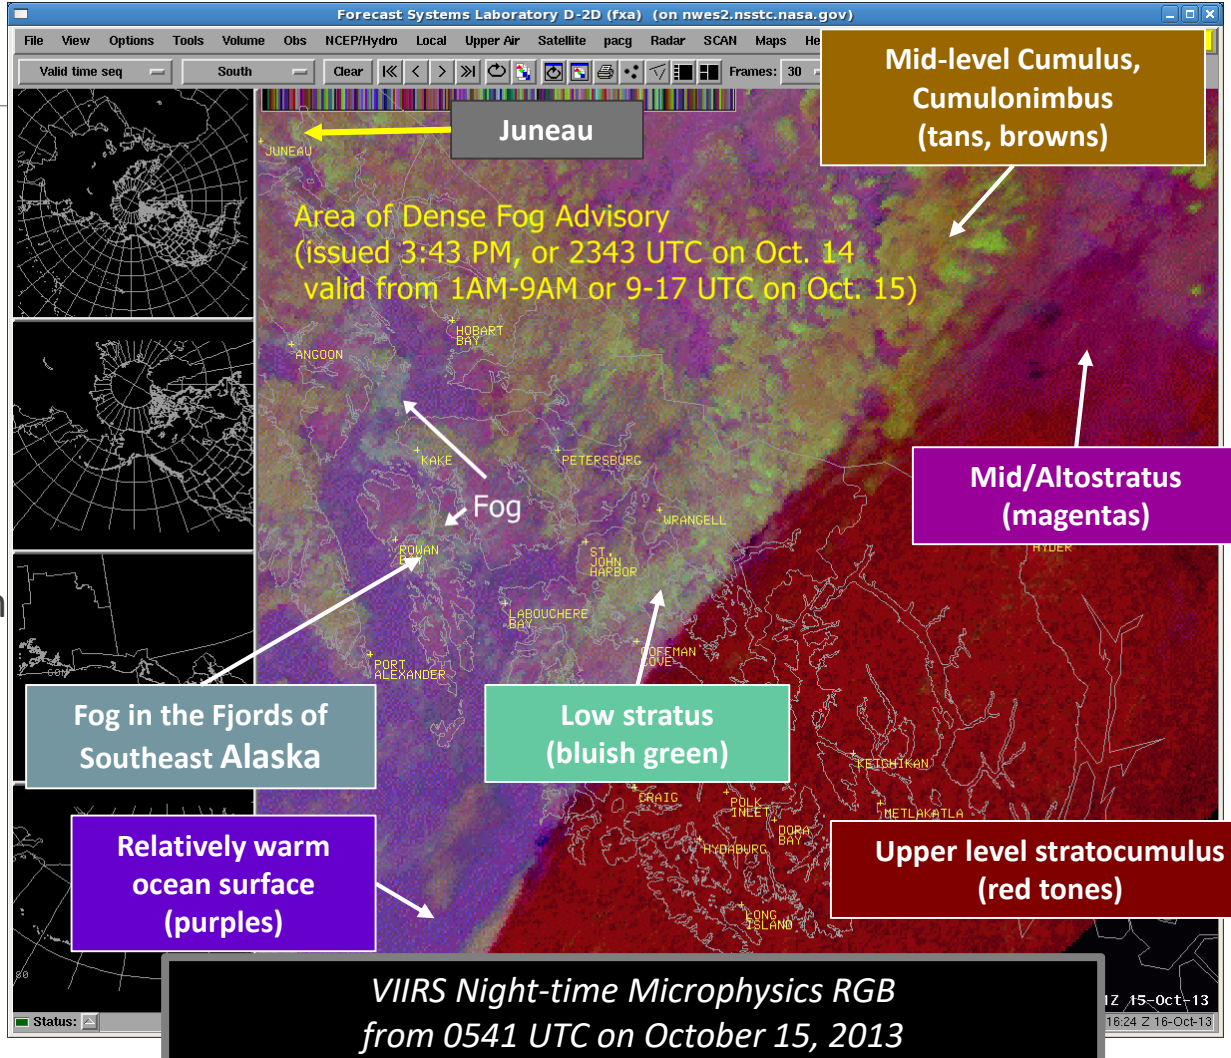 Forecast Systems Laboratory D-2D (fxa) (on nwes2.nsstc.nasa.gov)
File View Options Tools Volume Obs NCEP/Hydro Local Upper Air Satellite pacg Radar SCAN Maps
Valid time seq South Clear Frames: 30
Mid-level Cumulus,
Cumulonimbus
(tans, browns)
Juneau
JUNEAU
Area of Dense Fog Advisory
(issued 3:43 PM, or 2343 UTC on Oct. 14
valid from 1AM-9AM or 9-17 UTC on Oct. 15)
HOBART
BAY
ANGOON
KAKE
PETERSBURG
Mid/Altostratus
(magentas)
Fog
WRANGELL
ROWAN
BAY
ST.
JOHN
HARBOR
HYDER
LABOUCHERE
BAY
COFFMAN
COVE
PORT
ALEXANDER
60N
Fog in the Fjords of
Southeast Alaska
Low stratus
(bluish green)
KETCHIKAN
CRAIG
POLK
INLET
METLAKATLA
DORA
BAY
HYDABURG
Relatively warm
ocean surface
(purples)
Upper level stratocumulus
(red tones)
LONG
ISLAND
VIIRS Night-time Microphysics RGB
from 0541 UTC on October 15, 2013
15-Oct-13
Status:
16:24 Z 16-Oct-13